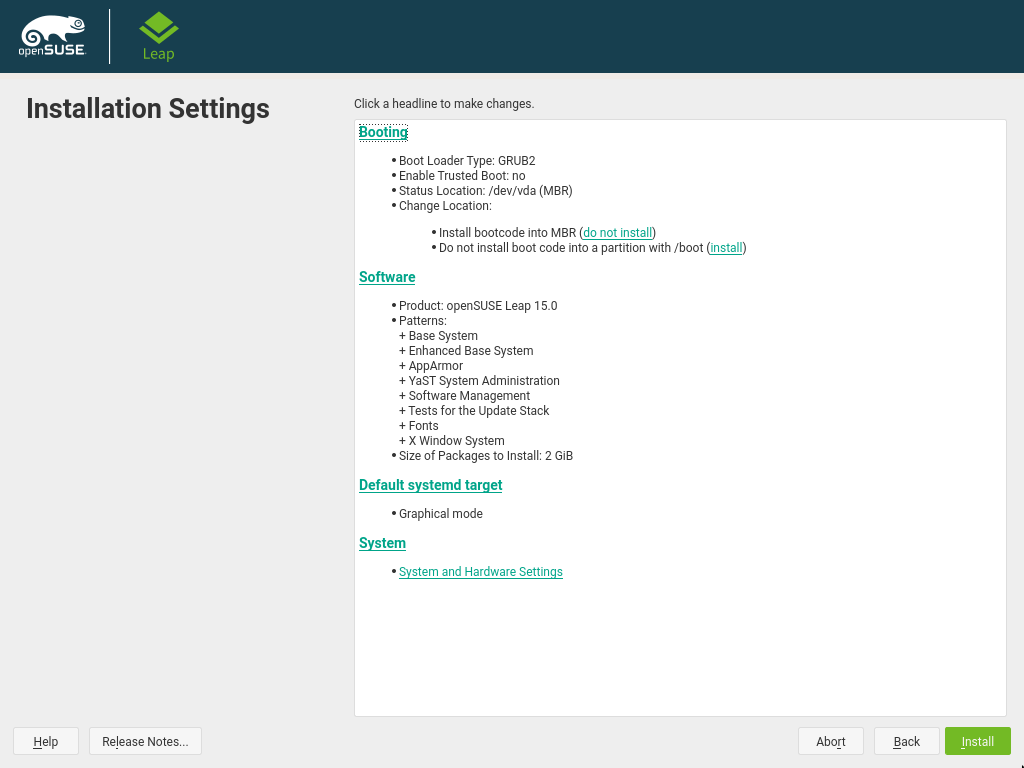 openSUSE
Leap
Installation Settings
Click a headline to make changes.
Booting
• Boot Loader Type: GRUB2
• Enable Trusted Boot: no
• Status Location: /dev/vda (MBR)
• Change Location:
• Install bootcode into MBR (do not install)
• Do not install boot code into a partition with /boot (install)
Software
• Product: openSUSE Leap 15.0
• Patterns:
+ Base System
+ Enhanced Base System
+ AppArmor
+ YaST System Administration
+ Software Management
+ Tests for the Update Stack
+ Fonts
+ X Window System
• Size of Packages to Install: 2 GiB
Default systemd target
• Graphical mode
System
• System and Hardware Settings
Help
Release Notes...
Abort
Back
Install